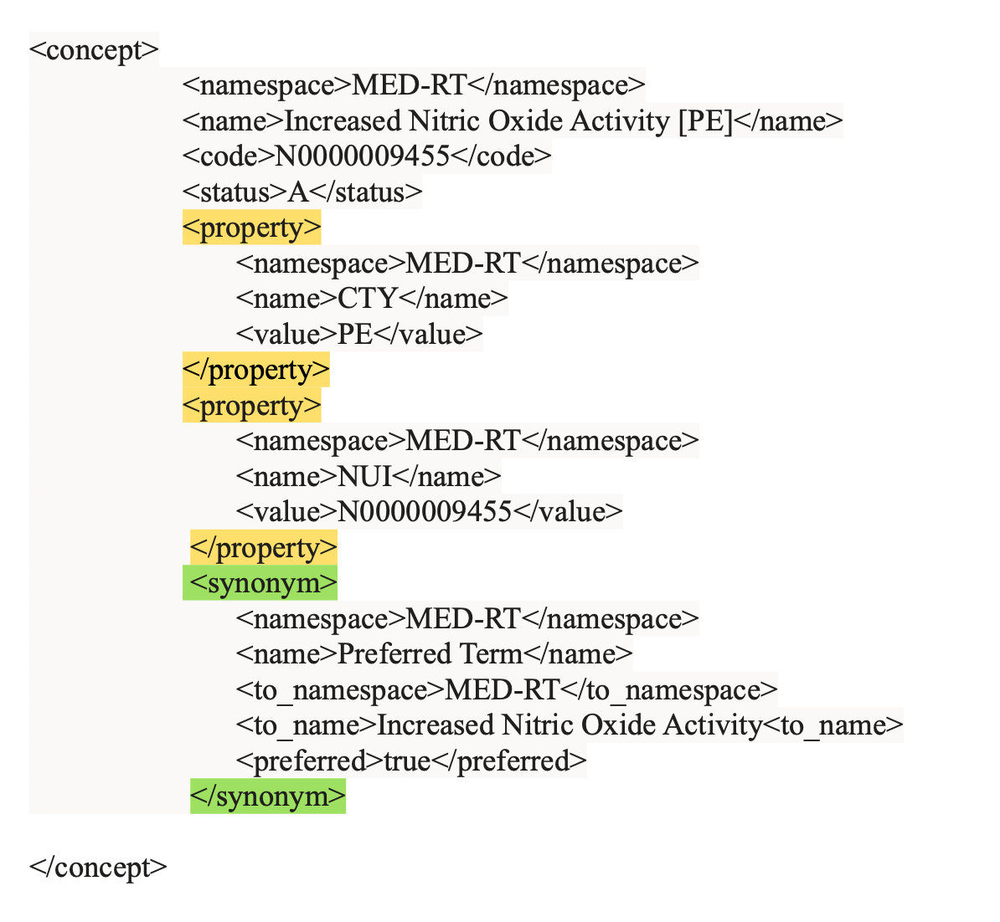 <concept>
<namespace>MED-RT</namespace>
<name>Increased Nitric Oxide Activity [PE]</name>
<code>N0000009455</code>
<status>A</status>
<property>
<namespace>MED-RT</namespace>
<name>CTY</name>
<value>PE</value>
</property>
<property>
<namespace>MED-RT</namespace>
<name>NUI</name>
<value>N0000009455</value>
</property>
<synonym>
<namespace>MED-RT</namespace>
<name>Preferred Term</name>
<to_namespace>MED-RT</to_namespace>
<to_name>Increased Nitric Oxide Activity<to_name>
<preferred>true</preferred>
</synonym>
</concept>